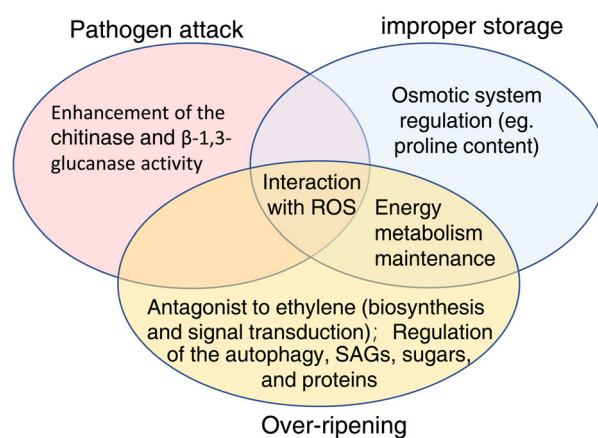 Pathogen attack
improper storage
Enhancement of the
chitinase and β-1,3-
glucanase activity
Osmotic system
regulation (eg.
proline content)
Interaction
with ROS
Energy
metabolism
maintenance
Antagonist to ethylene (biosynthesis
and signal transduction); Regulation
of the autophagy, SAGs, sugars,
and proteins
Over-ripening